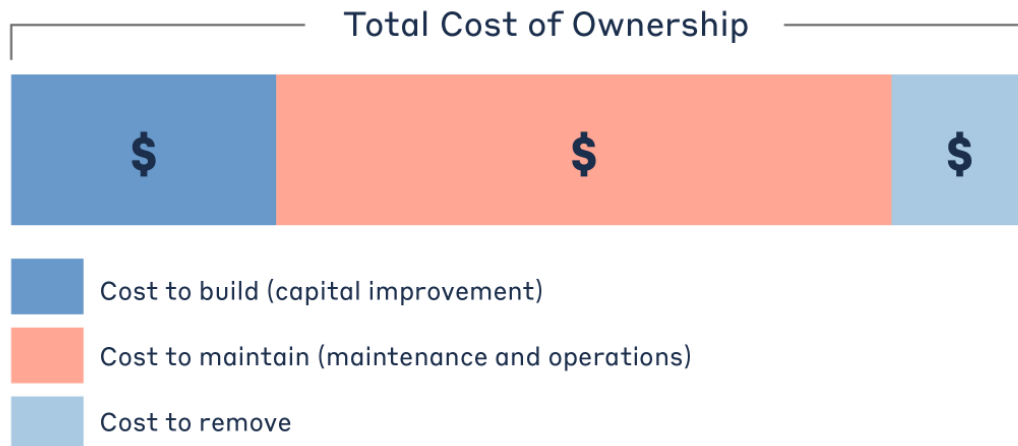 Total Cost of Ownership
$ $ $
Cost to build (capital improvement)
Cost to maintain (maintenance and operations)
Cost to remove